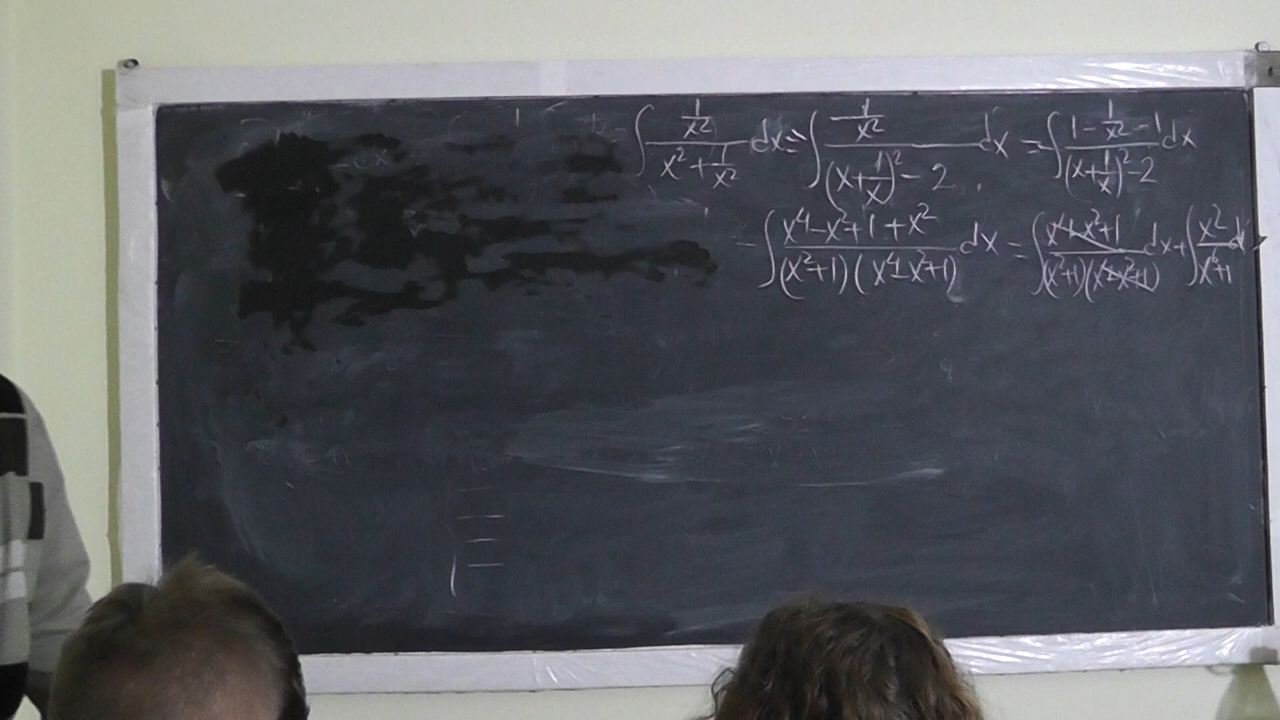 ∫ (1/x²)/(x² + 1/x²) dx = ∫ (1/x²)/((x + 1/x)² - 2) dx = ∫ (1 - 1/x² - 1)/((x + 1/x)² - 2) dx
= ∫ (x⁴ - x² + 1 + x²)/((x² + 1)(x⁴ - x² + 1)) dx = ∫ (x⁴ - x² + 1)/((x² + 1)(x⁴ - x² + 1)) dx + ∫ x²/(x⁶ + 1) d